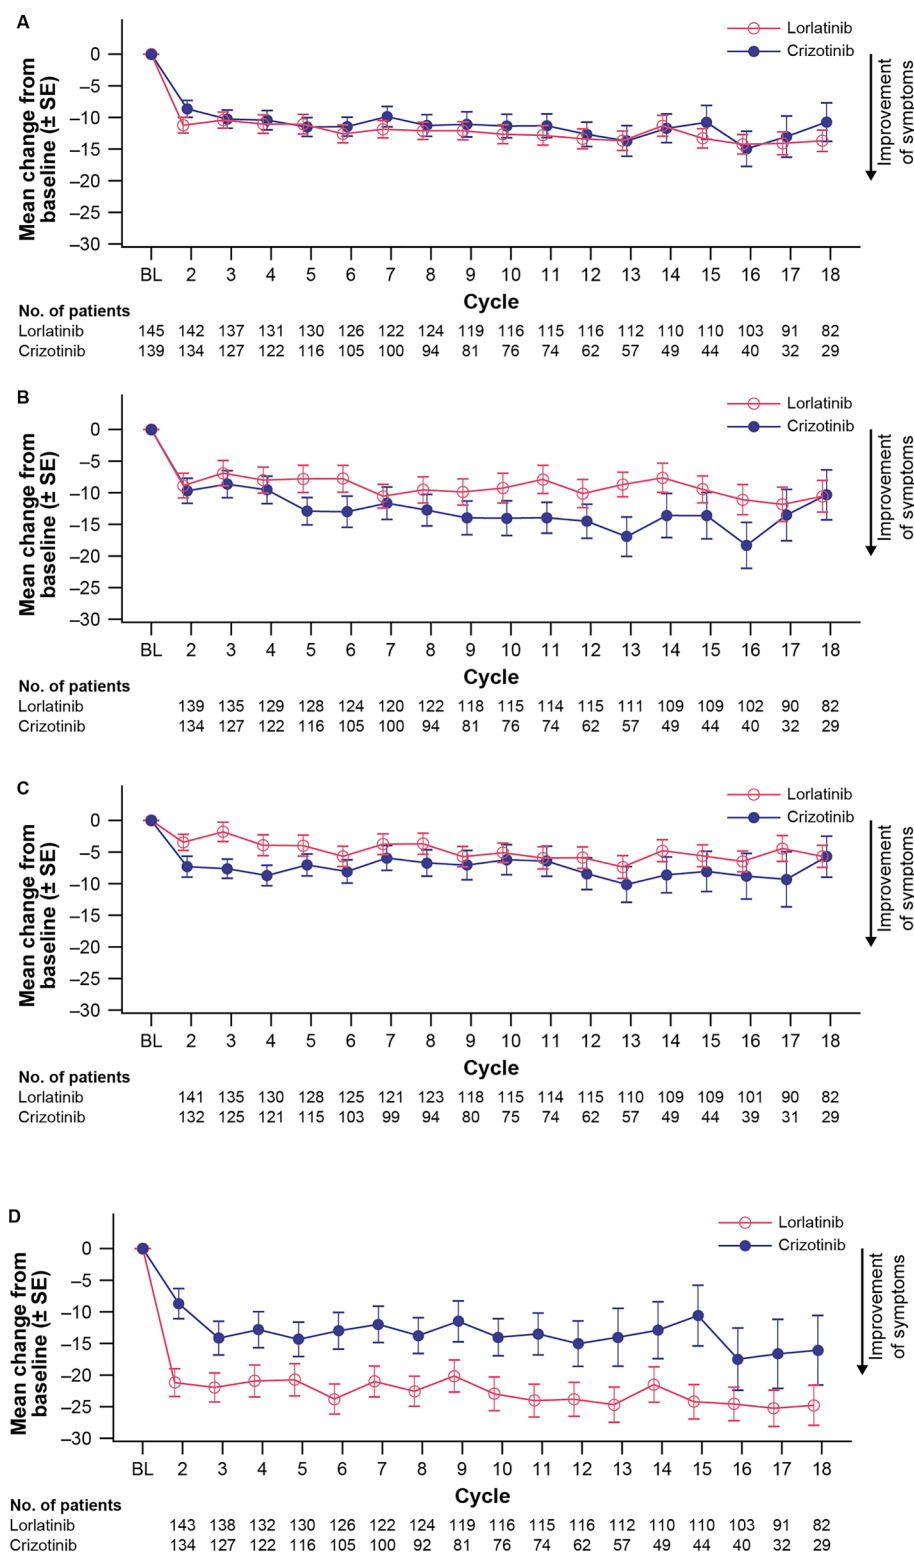 A
Lorlatinib
Crizotinib
Mean change from
baseline (± SE)
0
–5
–10
–15
–20
–25
–30
Improvement
of symptoms
BL 2 3 4 5 6 7 8 9 10 11 12 13 14 15 16 17 18
Cycle
No. of patients
Lorlatinib 145 142 137 131 130 126 122 124 119 116 115 116 112 110 110 103 91 82
Crizotinib 139 134 127 122 116 105 100 94 81 76 74 62 57 49 44 40 32 29
B
Lorlatinib
Crizotinib
Mean change from
baseline (± SE)
0
–5
–10
–15
–20
–25
–30
Improvement
of symptoms
BL 2 3 4 5 6 7 8 9 10 11 12 13 14 15 16 17 18
Cycle
No. of patients
Lorlatinib 139 135 129 128 124 120 122 118 115 114 115 111 109 109 102 90 82
Crizotinib 134 127 122 116 105 100 94 81 76 74 62 57 49 44 40 32 29
C
Lorlatinib
Crizotinib
Mean change from
baseline (± SE)
0
–5
–10
–15
–20
–25
–30
Improvement
of symptoms
BL 2 3 4 5 6 7 8 9 10 11 12 13 14 15 16 17 18
Cycle
No. of patients
Lorlatinib 141 135 130 128 125 121 123 118 115 114 115 110 109 109 101 90 82
Crizotinib 132 125 121 115 103 99 94 80 75 74 62 57 49 44 39 31 29
D
Lorlatinib
Crizotinib
Mean change from
baseline (± SE)
0
–5
–10
–15
–20
–25
–30
Improvement
of symptoms
BL 2 3 4 5 6 7 8 9 10 11 12 13 14 15 16 17 18
Cycle
No. of patients
Lorlatinib 143 138 132 130 126 122 124 119 116 115 116 112 110 110 103 91 82
Crizotinib 134 127 122 116 105 100 92 81 76 74 62 57 49 44 40 32 29